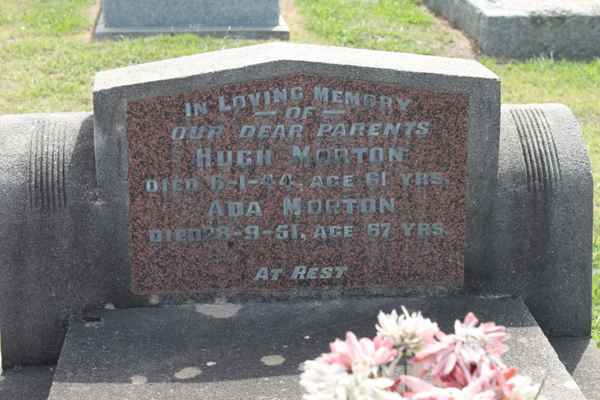 IN LOVING MEMORY
— OF —
OUR DEAR PARENTS
HUGH MORTON
DIED 6-1-44, AGE 61 YRS,
ADA MORTON
DIED 8-9-51, AGE 67 YRS
AT REST